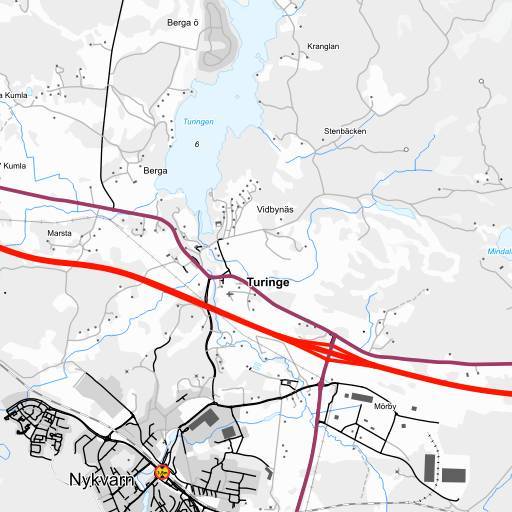 Berga ö
Kranglan
a Kumla
Turingen
Stenbäcken
6
Kumla
Berga
Vidbynäs
Marsta
Mindal
Turinge
Mörby
Nykvarn